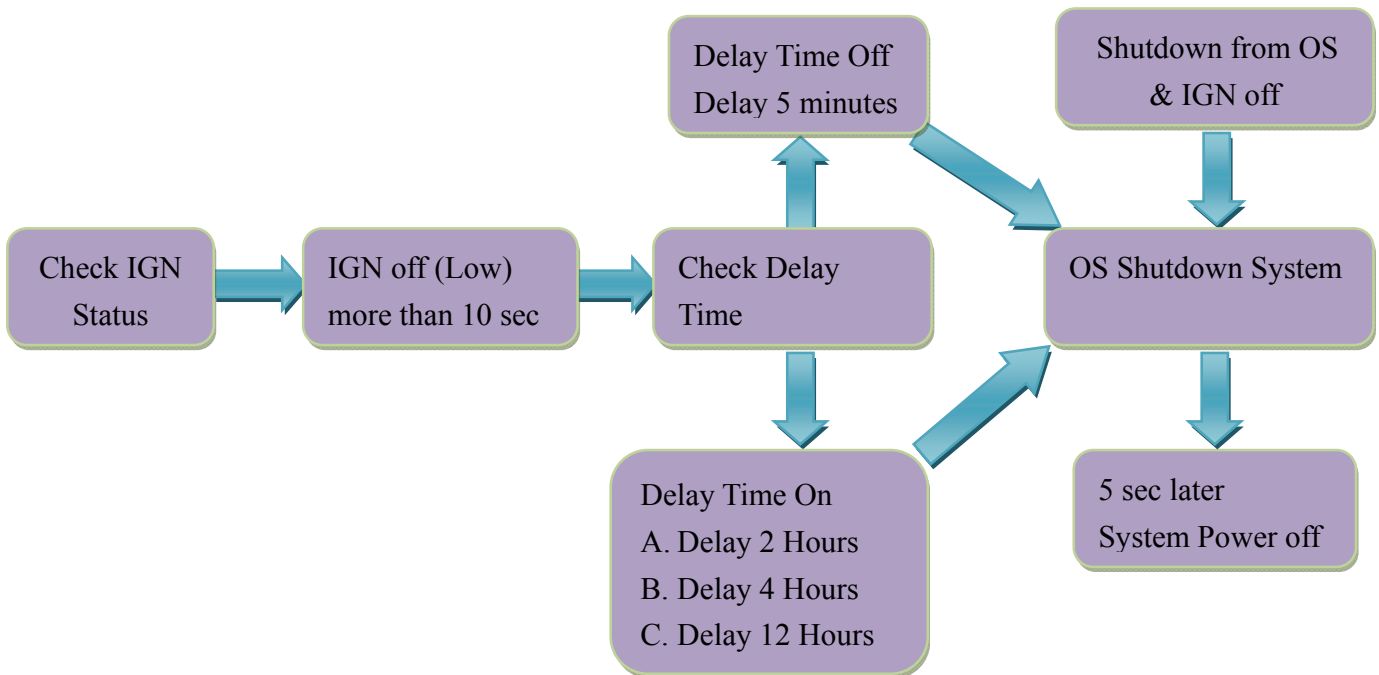 Delay Time Off
Delay 5 minutes
Shutdown from OS
& IGN off
Check IGN
Status
IGN off (Low)
more than 10 sec
Check Delay
Time
OS Shutdown System
Delay Time On
A. Delay 2 Hours
B. Delay 4 Hours
C. Delay 12 Hours
5 sec later
System Power off